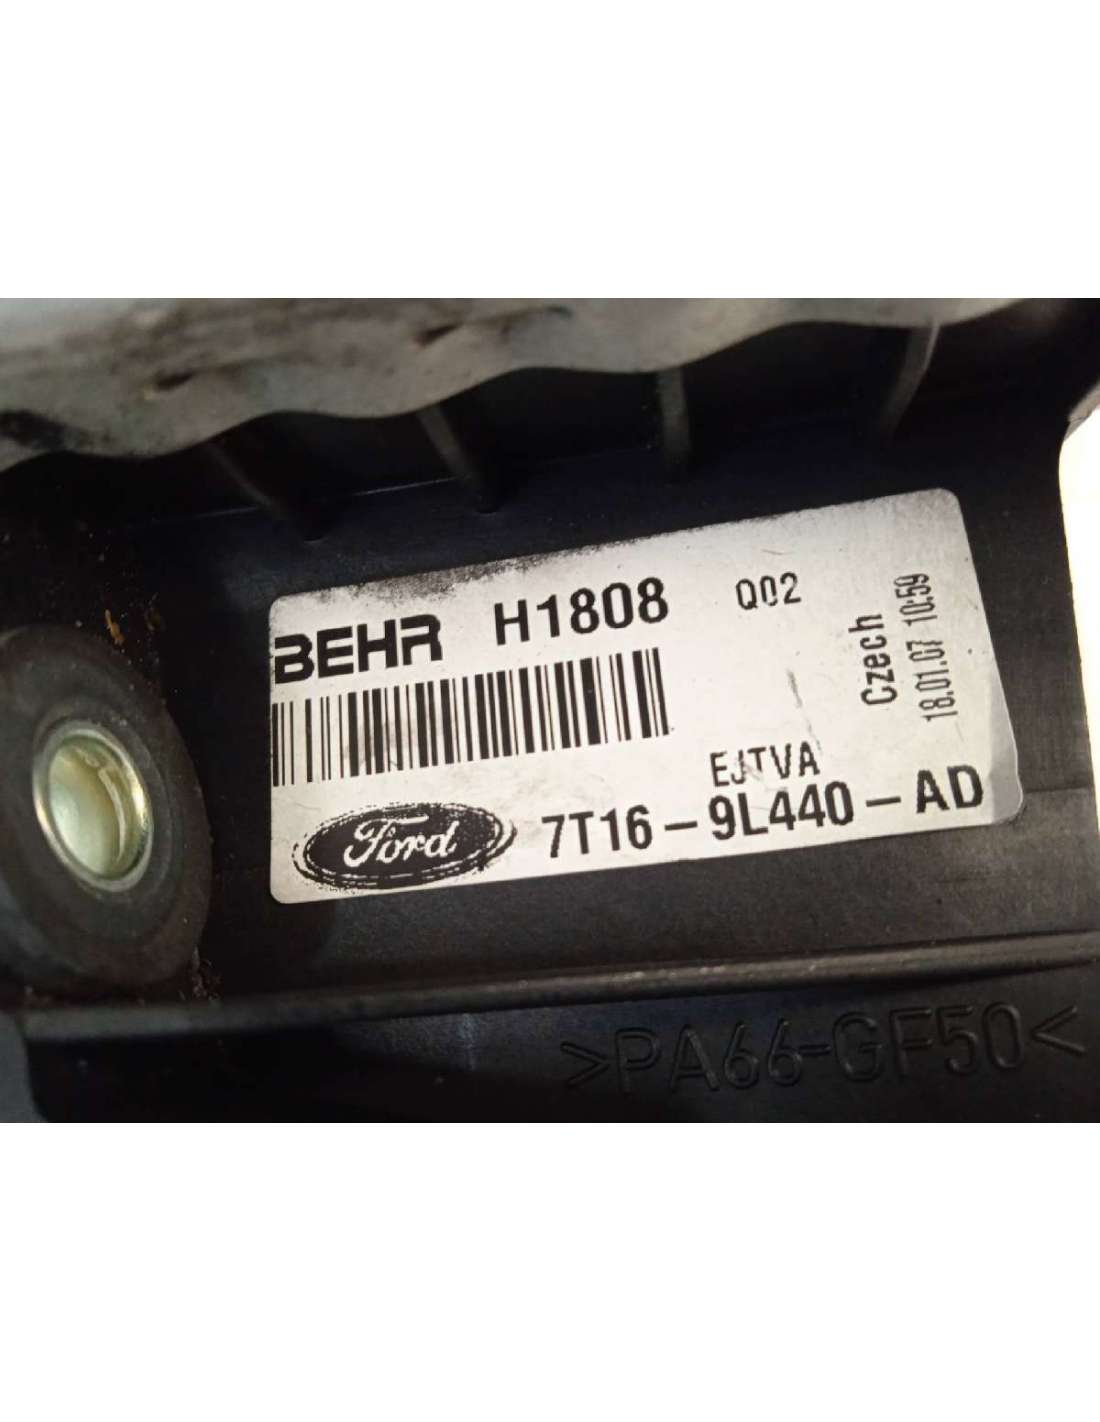 BEHR H1808 Q02
Czech
18.01.07 10:59
EJTVA
Ford 7T16-9L440-AD
>PA66-GF50<